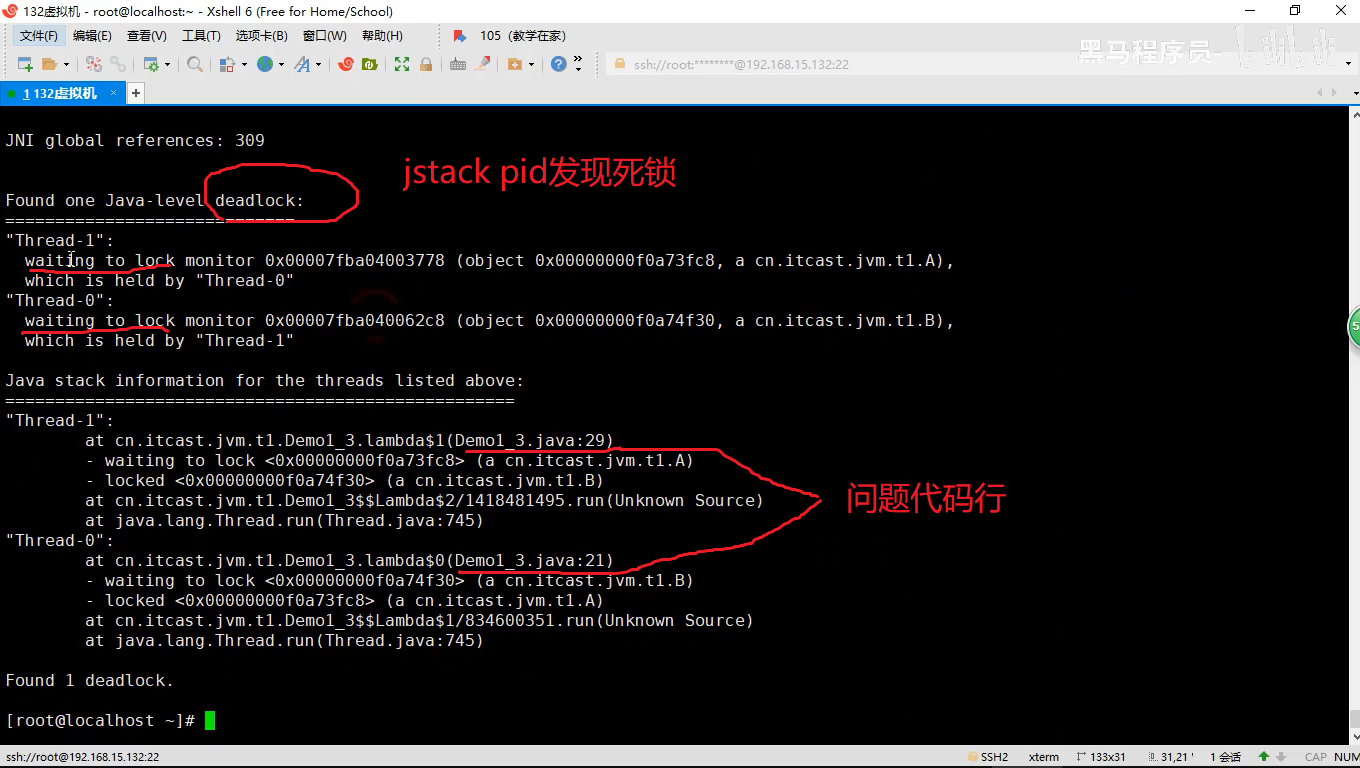 132虚拟机 - root@localhost:~ - Xshell 6 (Free for Home/School)
文件(F) 编辑(E) 查看(V) 工具(T) 选项卡(B) 窗口(W) 帮助(H) 105（教学在家）
黑马程序员-
ssh://root:********@192.168.15.132:22
1 132虚拟机 × +
JNI global references: 309
jstack pid发现死锁
Found one Java-level deadlock:
=============================
"Thread-1":
waiting to lock monitor 0x00007fba04003778 (object 0x00000000f0a73fc8, a cn.itcast.jvm.t1.A),
which is held by "Thread-0"
"Thread-0":
waiting to lock monitor 0x00007fba040062c8 (object 0x00000000f0a74f30, a cn.itcast.jvm.t1.B),
which is held by "Thread-1"
Java stack information for the threads listed above:
===================================================
"Thread-1":
at cn.itcast.jvm.t1.Demo1_3.lambda$1(Demo1_3.java:29)
- waiting to lock <0x00000000f0a73fc8> (a cn.itcast.jvm.t1.A)
- locked <0x00000000f0a74f30> (a cn.itcast.jvm.t1.B)
at cn.itcast.jvm.t1.Demo1_3$$Lambda$2/1418481495.run(Unknown Source)
问题代码行
at java.lang.Thread.run(Thread.java:745)
"Thread-0":
at cn.itcast.jvm.t1.Demo1_3.lambda$0(Demo1_3.java:21)
- waiting to lock <0x00000000f0a74f30> (a cn.itcast.jvm.t1.B)
- locked <0x00000000f0a73fc8> (a cn.itcast.jvm.t1.A)
at cn.itcast.jvm.t1.Demo1_3$$Lambda$1/834600351.run(Unknown Source)
at java.lang.Thread.run(Thread.java:745)
Found 1 deadlock.
[root@localhost ~]#
ssh://root@192.168.15.132:22 SSH2 xterm 133x31 31,21 1 会话 CAP NUM